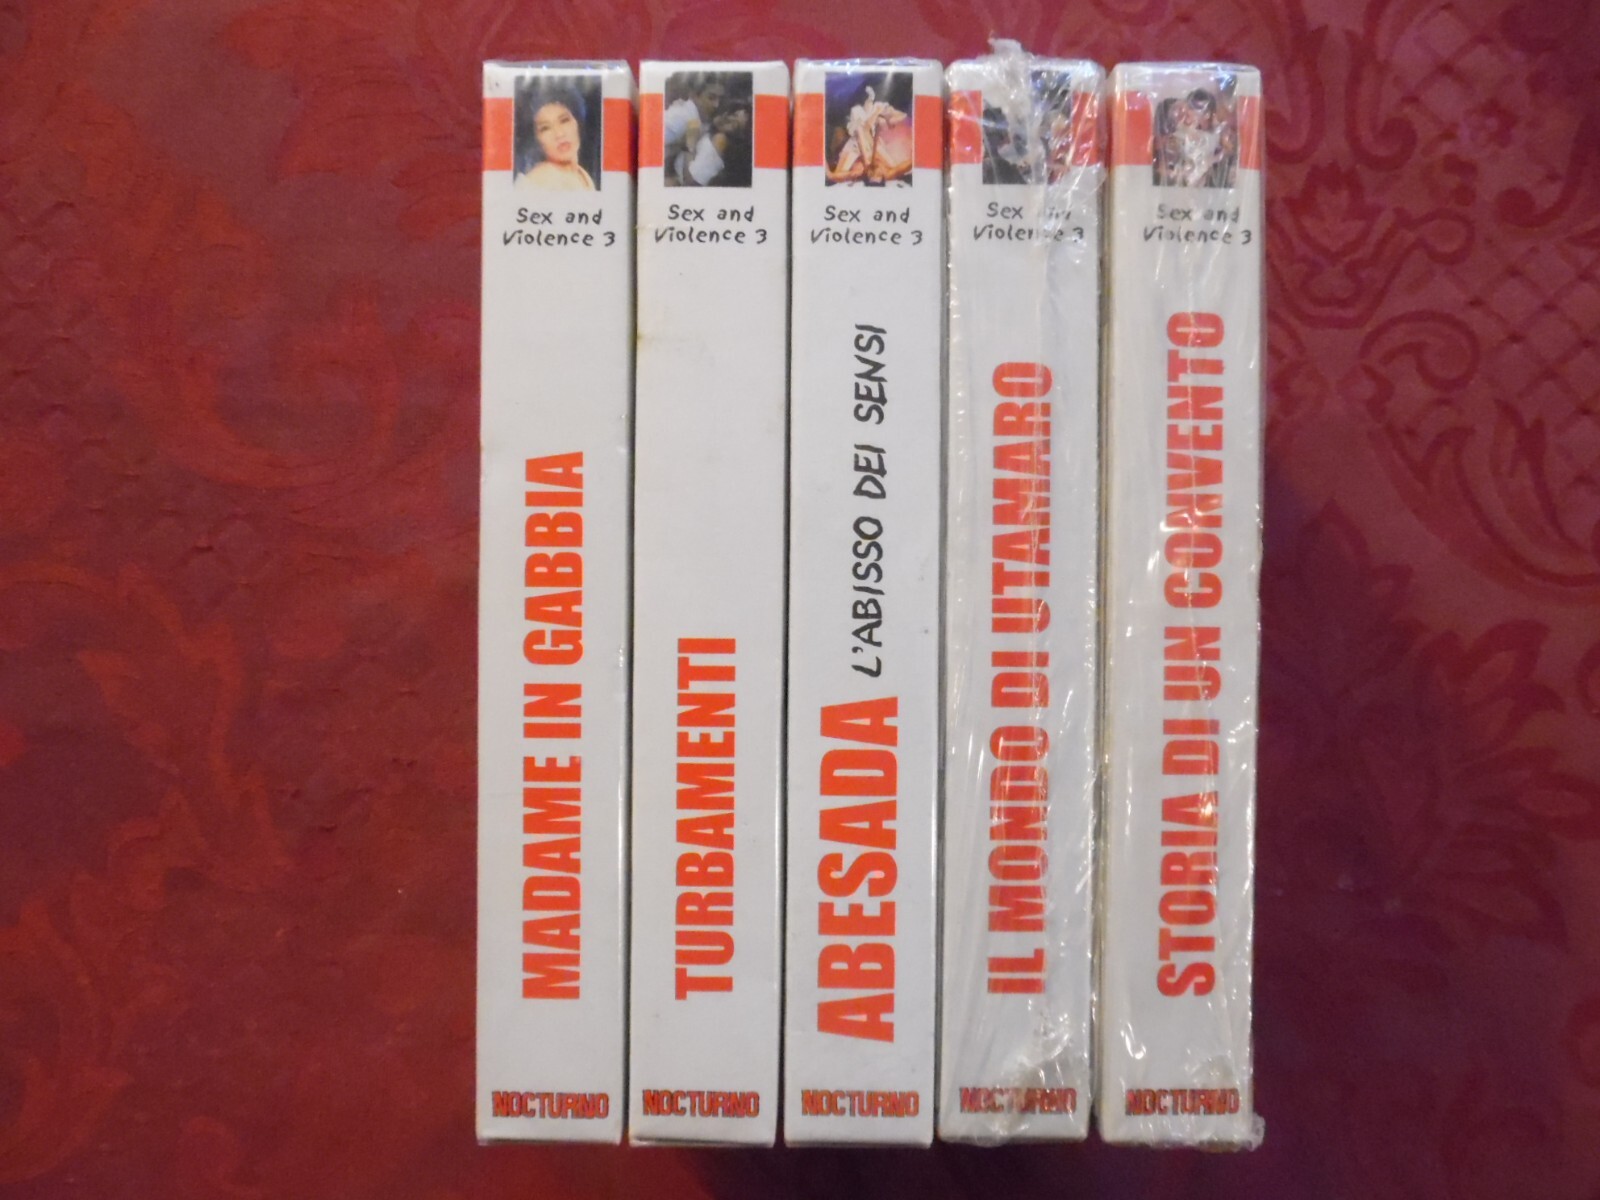 Sex and
Violence 3
MADAME IN GABBIA
NOCTURNO
Sex and
Violence 3
TURBAMENTI
NOCTURNO
Sex and
Violence 3
ABESADA L'ABISSO DEI SENSI
NOCTURNO
Sex and
Violence 3
IL MONDO DI UTAMARO
NOCTURNO
Sex and
Violence 3
STORIA DI UN CONVENTO
NOCTURNO